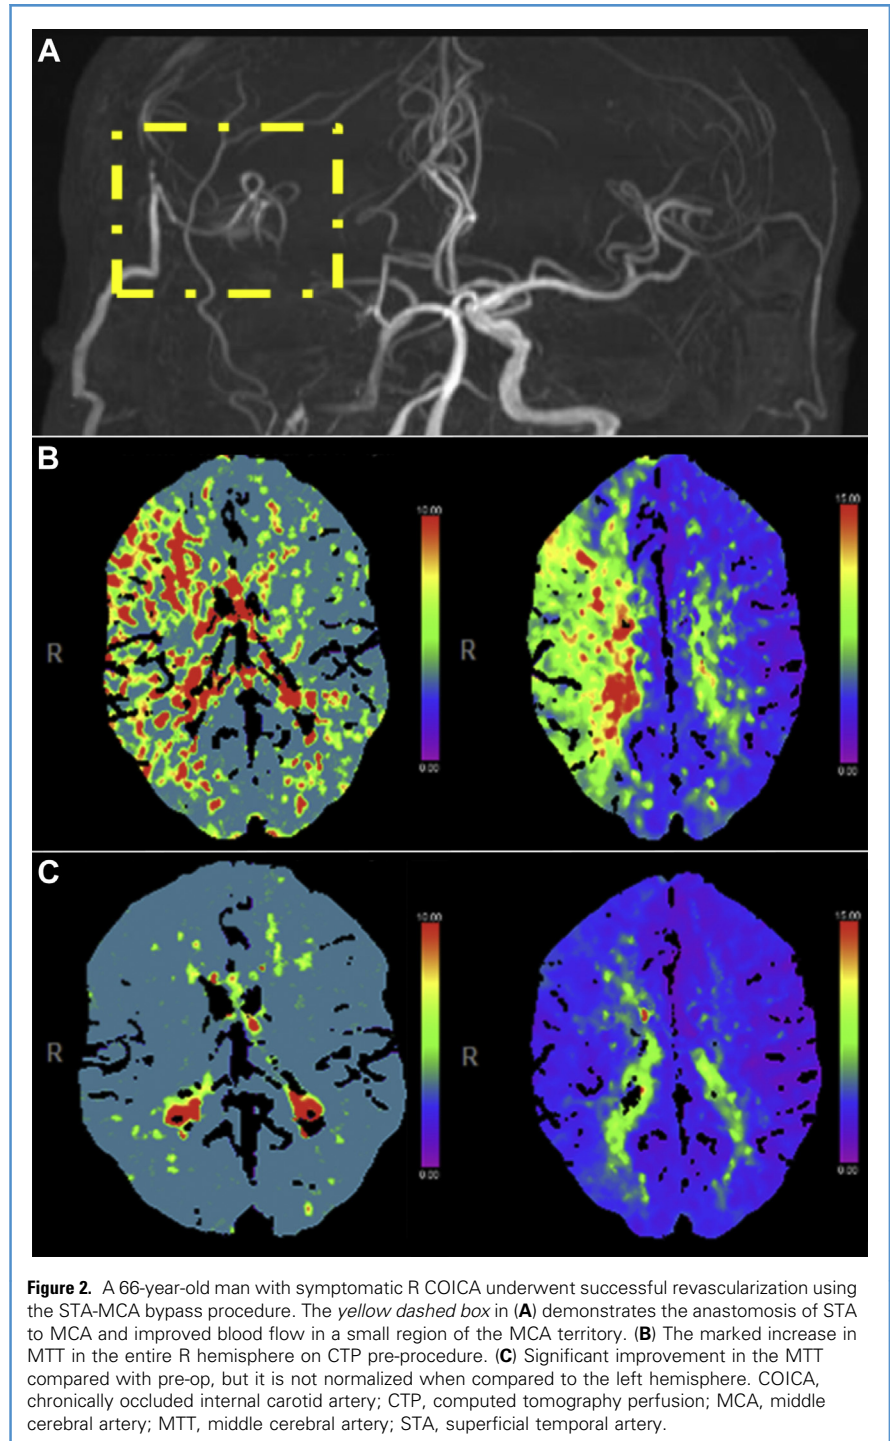 A
B
10.00
15.00
R
R
0.00
0.00
C
10.00
15.00
R
R
0.00
0.00
Figure 2. A 66-year-old man with symptomatic R COICA underwent successful revascularization using
the STA-MCA bypass procedure. The yellow dashed box in (A) demonstrates the anastomosis of STA
to MCA and improved blood flow in a small region of the MCA territory. (B) The marked increase in
MTT in the entire R hemisphere on CTP pre-procedure. (C) Significant improvement in the MTT
compared with pre-op, but it is not normalized when compared to the left hemisphere. COICA,
chronically occluded internal carotid artery; CTP, computed tomography perfusion; MCA, middle
cerebral artery; MTT, middle cerebral artery; STA, superficial temporal artery.